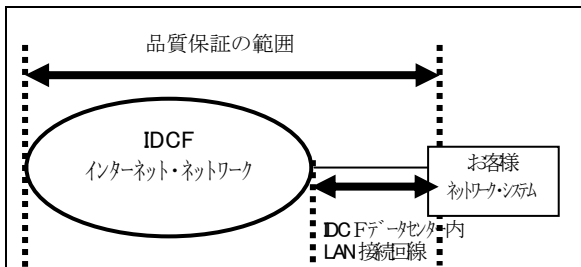 品質保証の範囲
IDCF
インターネット・ネットワーク
お客様
ネットワーク・システム
IDCFデータセンター内
LAN接続回線